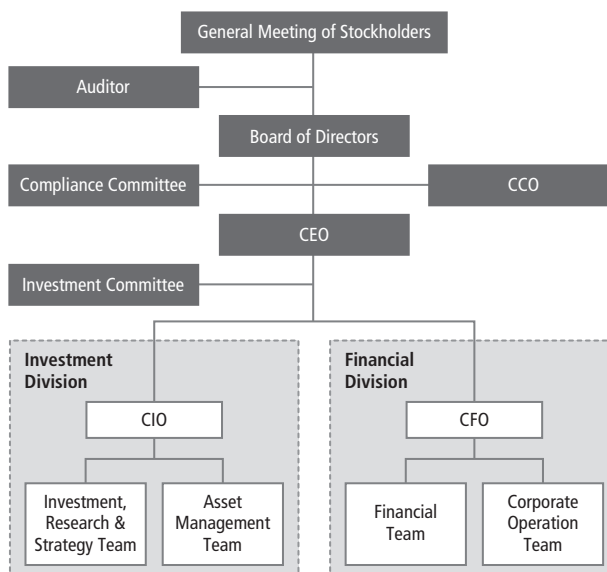 General Meeting of Stockholders
Auditor
Board of Directors
Compliance Committee
CCO
CEO
Investment Committee
Investment
Division
CIO
Investment,
Research &
Strategy Team
Asset
Management
Team
Financial
Division
CFO
Financial
Team
Corporate
Operation
Team